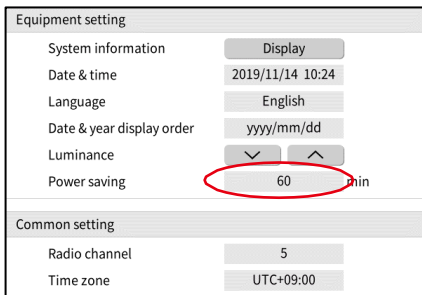 Equipment setting
System information Display
Date & time 2019/11/14 10:24
Language English
Date & year display order yyyy/mm/dd
Luminance
Power saving 60 min
Common setting
Radio channel 5
Time zone UTC+09:00